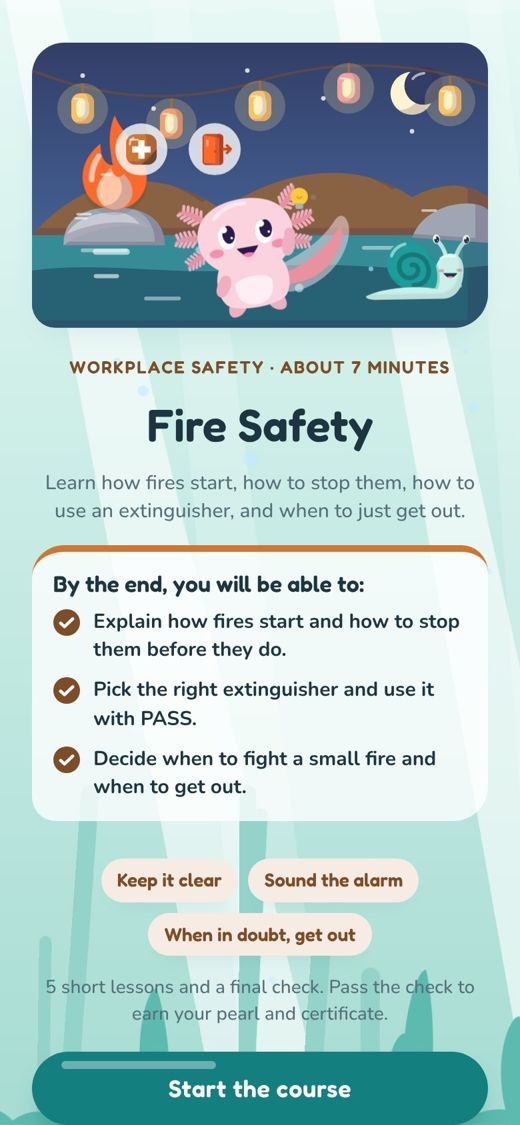 WORKPLACE SAFETY · ABOUT 7 MINUTES
Fire Safety
Learn how fires start, how to stop them, how to
use an extinguisher, and when to just get out.
By the end, you will be able to:
Explain how fires start and how to stop
them before they do.
Pick the right extinguisher and use it
with PASS.
Decide when to fight a small fire and
when to get out.
Keep it clear
Sound the alarm
When in doubt, get out
5 short lessons and a final check. Pass the check to
earn your pearl and certificate.
Start the course